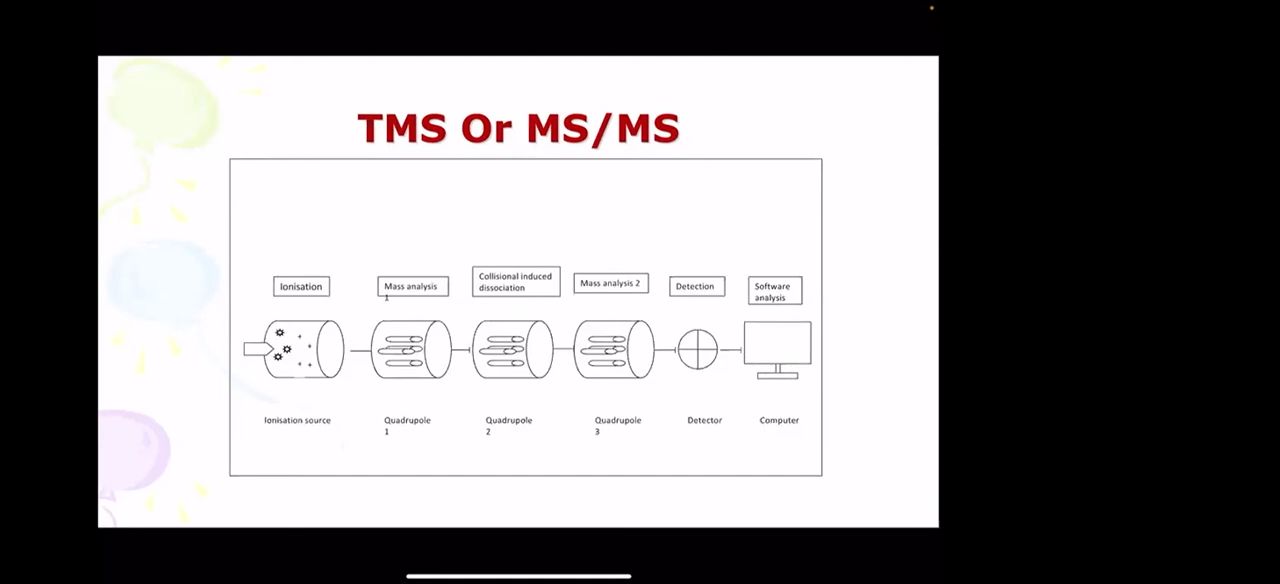 TMS Or MS/MS
Ionisation
Mass analysis
1
Collisional induced
dissociation
Mass analysis 2
Detection
Software
analysis
Ionisation source
Quadrupole
1
Quadrupole
2
Quadrupole
3
Detector
Computer